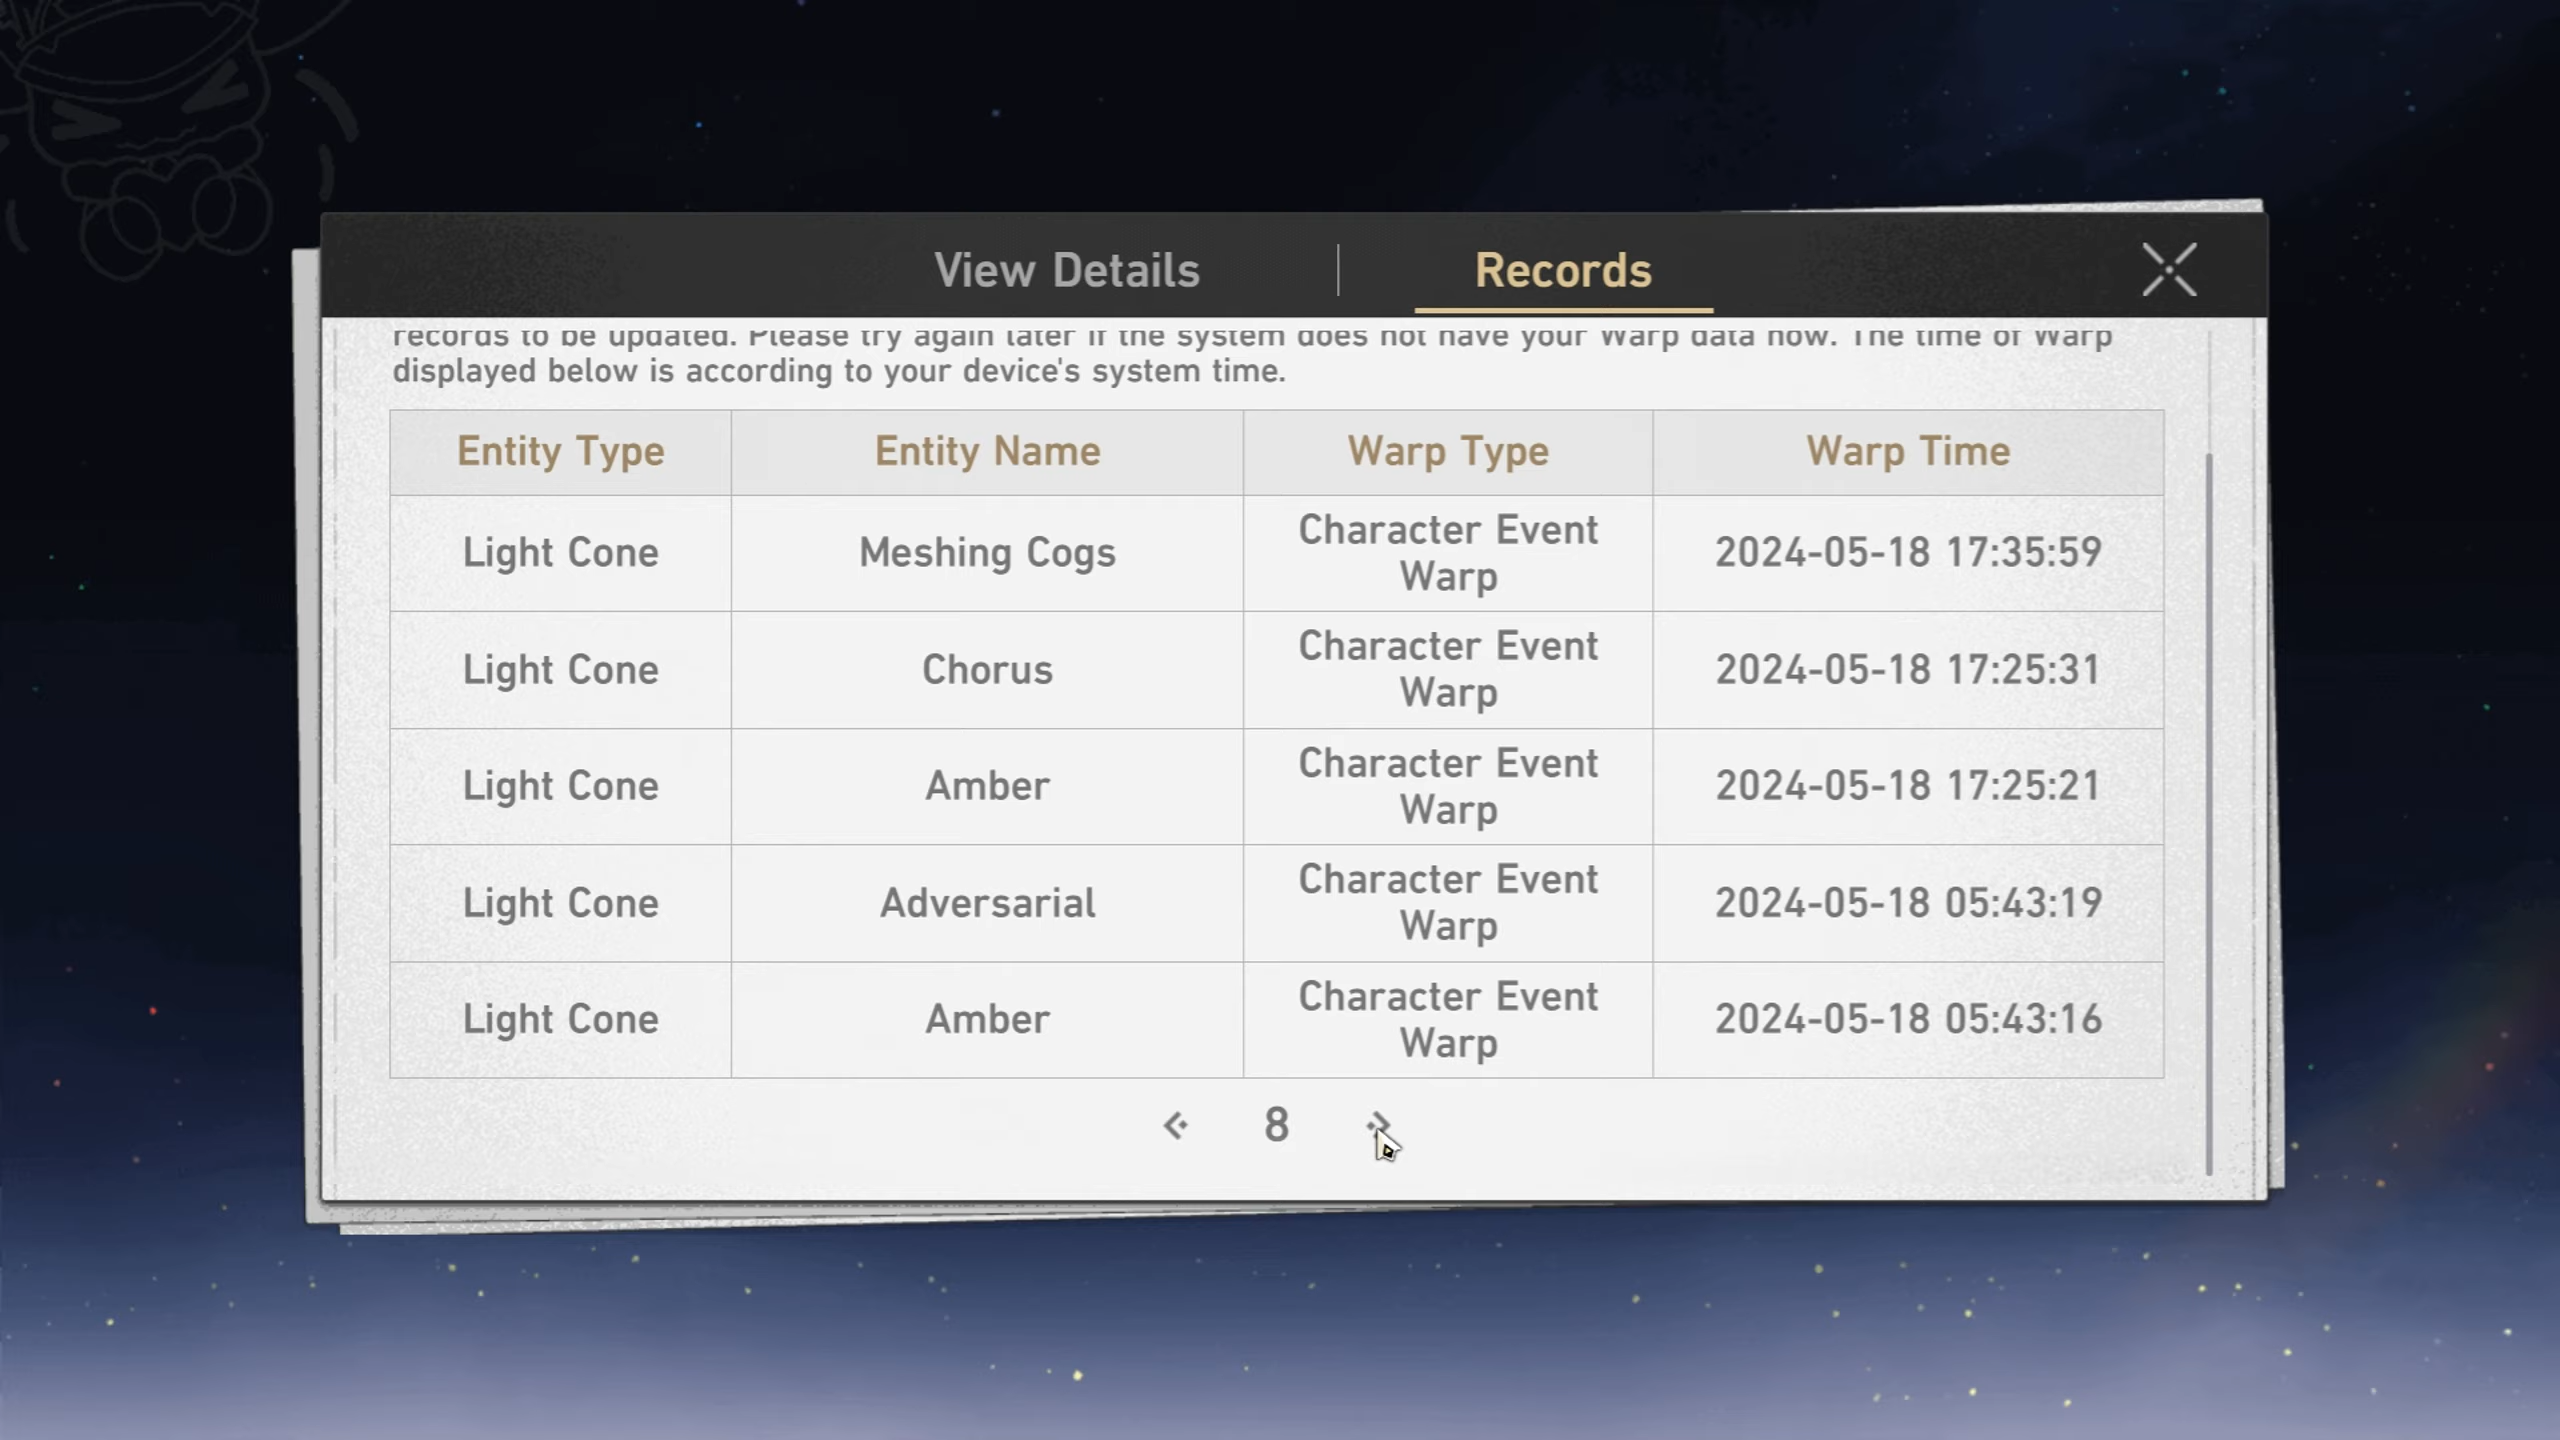 View Details
Records
records to be updated. Please try again later if the system does not have your Warp data now. The time of Warp
displayed below is according to your device's system time.
Entity Type Entity Name Warp Type Warp Time
Light Cone Meshing Cogs Character Event Warp 2024-05-18 17:35:59
Light Cone Chorus Character Event Warp 2024-05-18 17:25:31
Light Cone Amber Character Event Warp 2024-05-18 17:25:21
Light Cone Adversarial Character Event Warp 2024-05-18 05:43:19
Light Cone Amber Character Event Warp 2024-05-18 05:43:16
8